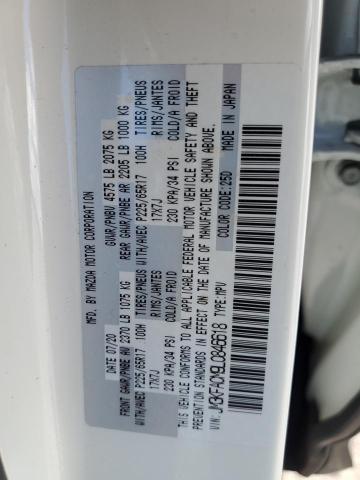 MFD. BY MAZDA MOTOR CORPORATION
DATE: 07/20 GVWR/PNBV 4575 LB 2075 KG
FRONT GAWR/PNBE AV 2370 LB 1075 KG REAR GAWR/PNBE AR 2205 LB 1000 KG
WITH/AVEC P225/65R17 100H TIRES/PNEUS WITH/AVEC P225/65R17 100H TIRES/PNEUS
17X7J RIMS/JANTES 17X7J RIMS/JANTES
230 KPA/34 PSI COLD/A FROID 230 KPA/34 PSI COLD/A FROID
THIS VEHICLE CONFORMS TO ALL APPLICABLE FEDERAL MOTOR VEHICLE SAFETY AND THEFT
PREVENTION STANDARDS IN EFFECT ON THE DATE OF MANUFACTURE SHOWN ABOVE.
V.I.N.: JM3KFACM9L0846618 TYPE: MPV COLOR CODE: 25D
MADE IN JAPAN